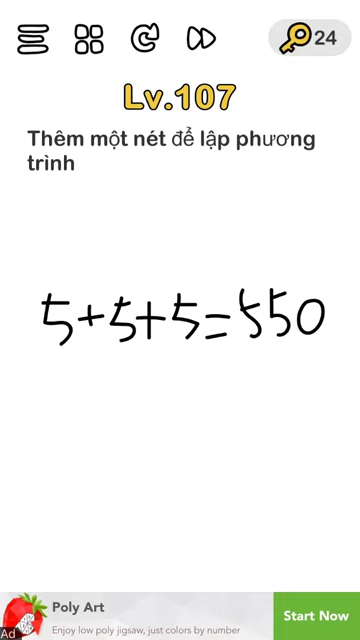 24
Lv.107
Thêm một nét để lập phương
trình
5+5+5=550
Poly Art
Enjoy low poly jigsaw, just colors by number
Start Now
Ad